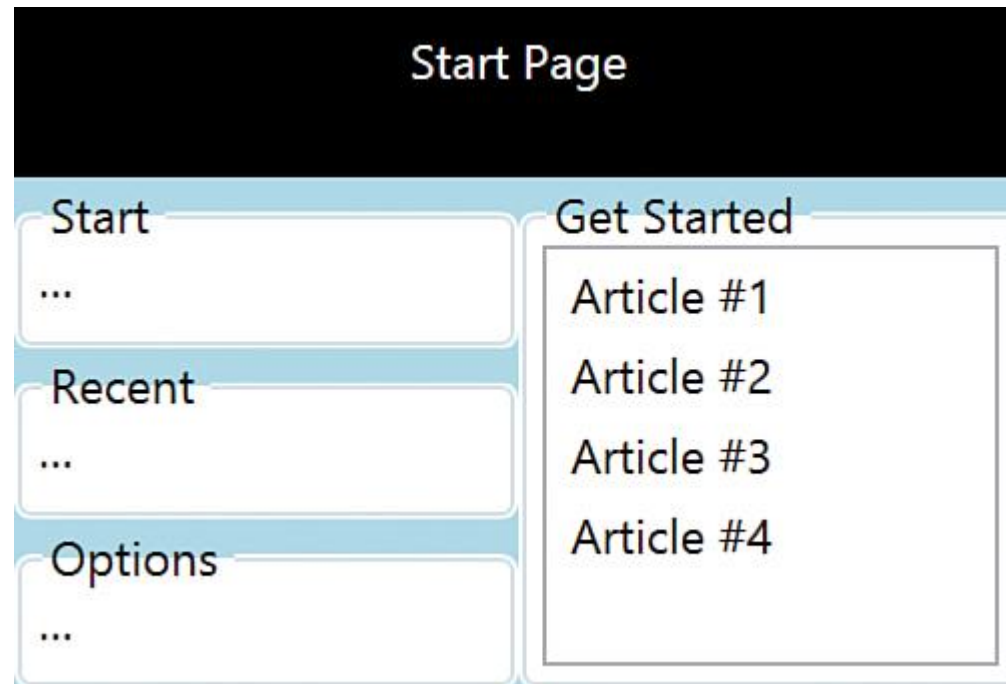 Start Page
Start
...
Recent
...
Options
...
Get Started
Article #1
Article #2
Article #3
Article #4